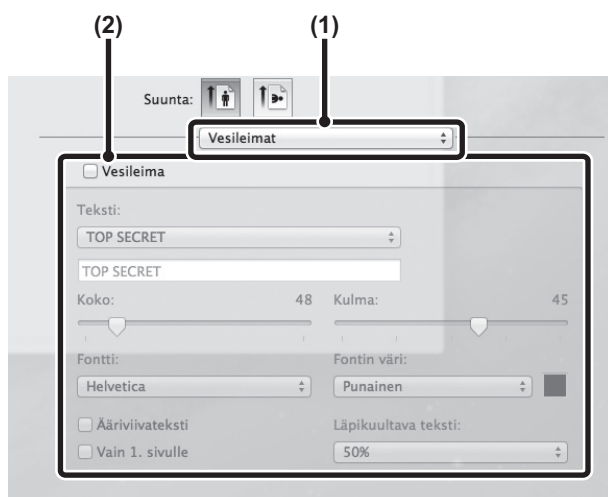 (2) (1)
Suunta:
Vesileimat
Vesileima
Teksti:
TOP SECRET
TOP SECRET
Koko: 48 Kulma: 45
Fontti: Fontin väri:
Helvetica Punainen
Ääriviivateksti Läpikuultava teksti:
Vain 1. sivulle 50%